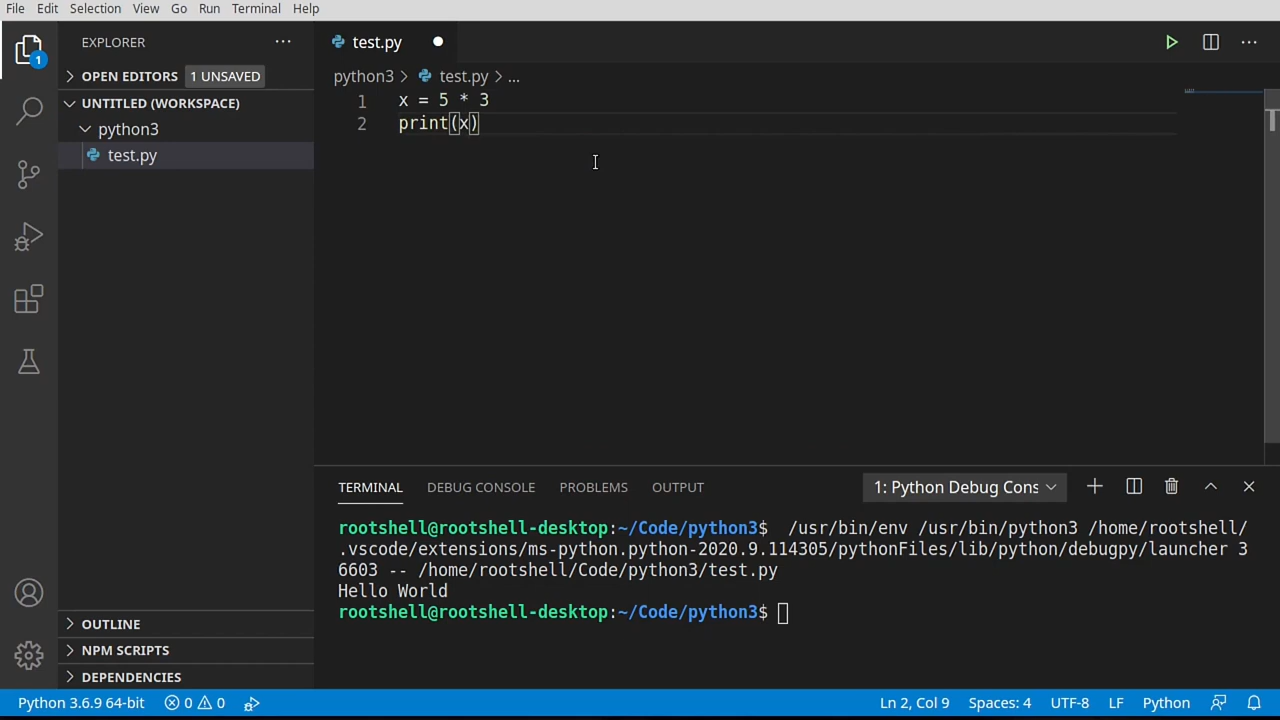 File Edit Selection View Go Run Terminal Help
EXPLORER
1
OPEN EDITORS 1 UNSAVED
UNTITLED (WORKSPACE)
python3
test.py
OUTLINE
NPM SCRIPTS
DEPENDENCIES
test.py
python3 > test.py > ...
1 x = 5 * 3
2 print(x)
TERMINAL DEBUG CONSOLE PROBLEMS OUTPUT 1: Python Debug Cons
rootshell@rootshell-desktop:~/Code/python3$ /usr/bin/env /usr/bin/python3 /home/rootshell/
.vscode/extensions/ms-python.python-2020.9.114305/pythonFiles/lib/python/debugpy/launcher 3
6603 -- /home/rootshell/Code/python3/test.py
Hello World
rootshell@rootshell-desktop:~/Code/python3$
Python 3.6.9 64-bit 0 0 Ln 2, Col 9 Spaces: 4 UTF-8 LF Python